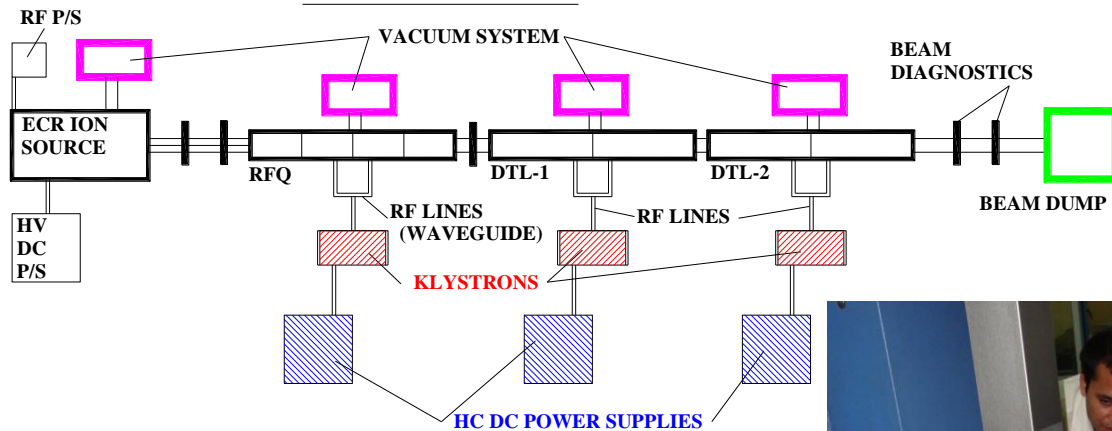 RF P/S
VACUUM SYSTEM
BEAM
DIAGNOSTICS
ECR ION
SOURCE
RFQ
DTL-1
DTL-2
BEAM DUMP
HV
DC
P/S
RF LINES
(WAVEGUIDE)
RF LINES
KLYSTRONS
HC DC POWER SUPPLIES